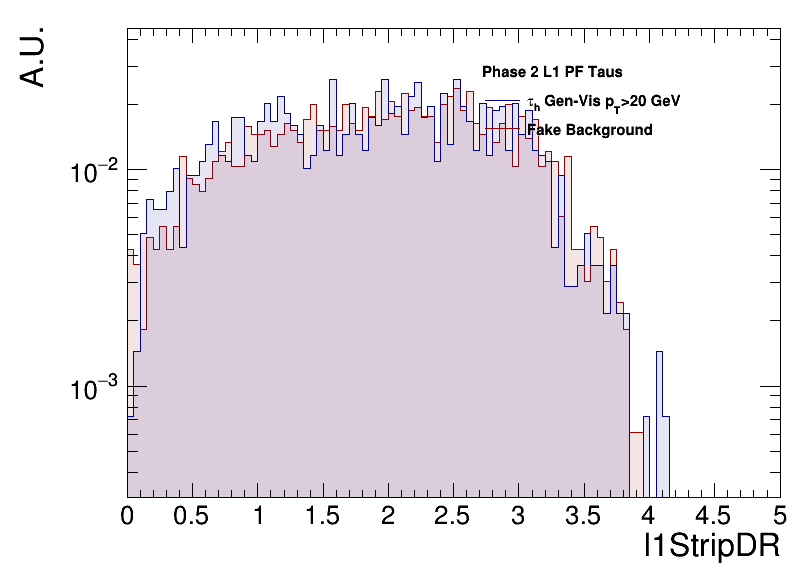 A.U.
Phase 2 L1 PF Taus
τh Gen-Vis pT>20 GeV
Fake Background
10−2
10−3
0 0.5 1 1.5 2 2.5 3 3.5 4 4.5 5
l1StripDR